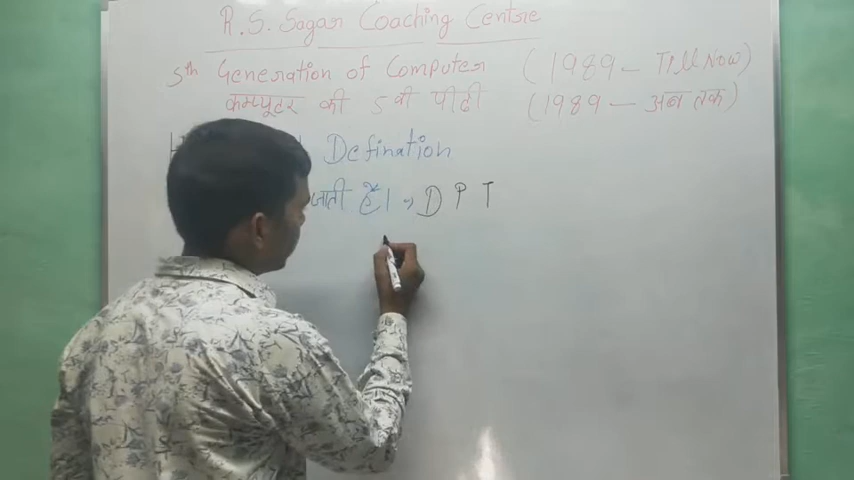 R.S. Sagar Coaching Centre
5th Generation of Computer (1989 — Till Now)
कम्प्यूटर की 5वी पीढी (1989 — अब तक)
Defination
जाती हैं। D P T